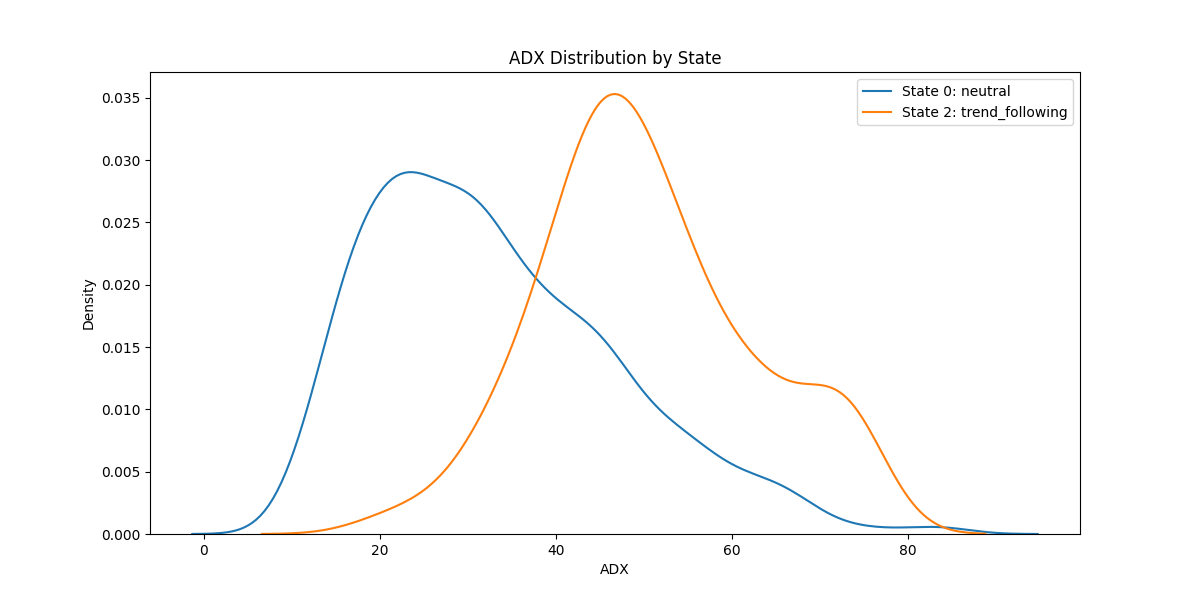 ADX Distribution by State
State 0: neutral
State 2: trend_following
0.035
0.030
0.025
0.020
0.015
0.010
0.005
0.000
Density
0 20 40 60 80
ADX